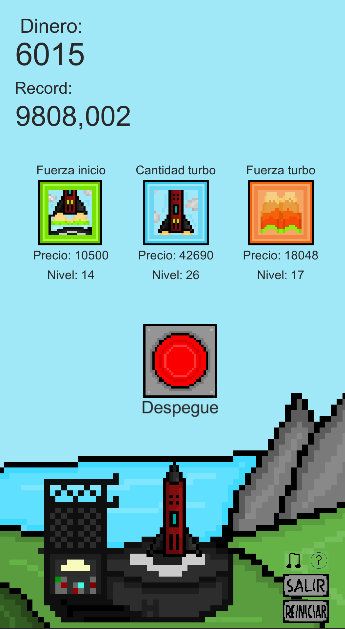 Dinero:
6015
Record:
9808,002
Fuerza inicio Cantidad turbo Fuerza turbo
Precio: 10500 Precio: 42690 Precio: 18048
Nivel: 14 Nivel: 26 Nivel: 17
Despegue
?
SALIR
REINICIAR